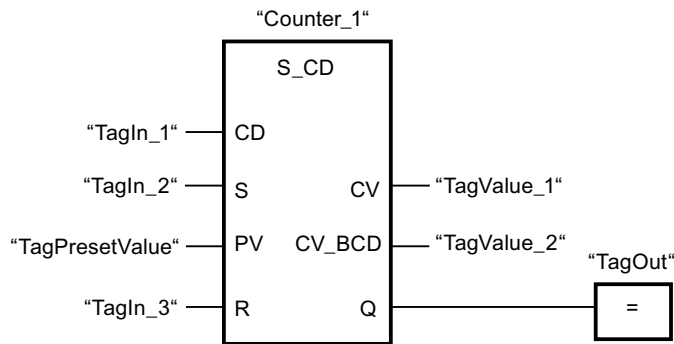 “Counter_1“
S_CD
“TagIn_1“ CD
“TagIn_2“ S CV “TagValue_1“
“TagPresetValue“ PV CV_BCD “TagValue_2“
“TagOut“
“TagIn_3“ R Q =